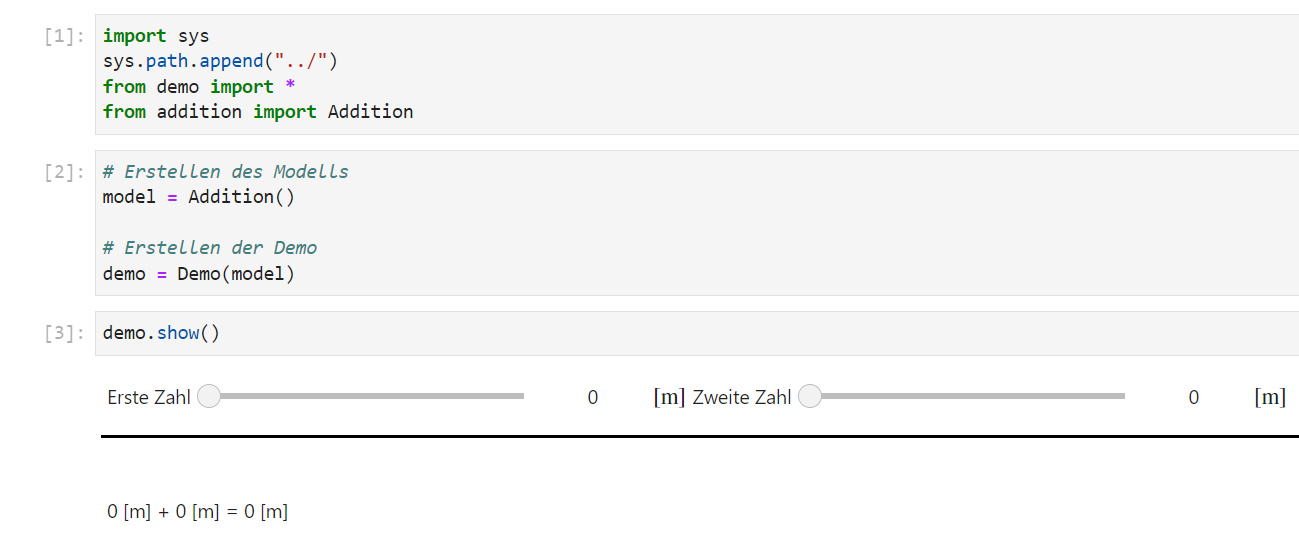 [1]: import sys
sys.path.append("../")
from demo import *
from addition import Addition
[2]: # Erstellen des Modells
model = Addition()
# Erstellen der Demo
demo = Demo(model)
[3]: demo.show()
Erste Zahl 0 [m] Zweite Zahl 0 [m]
0 [m] + 0 [m] = 0 [m]